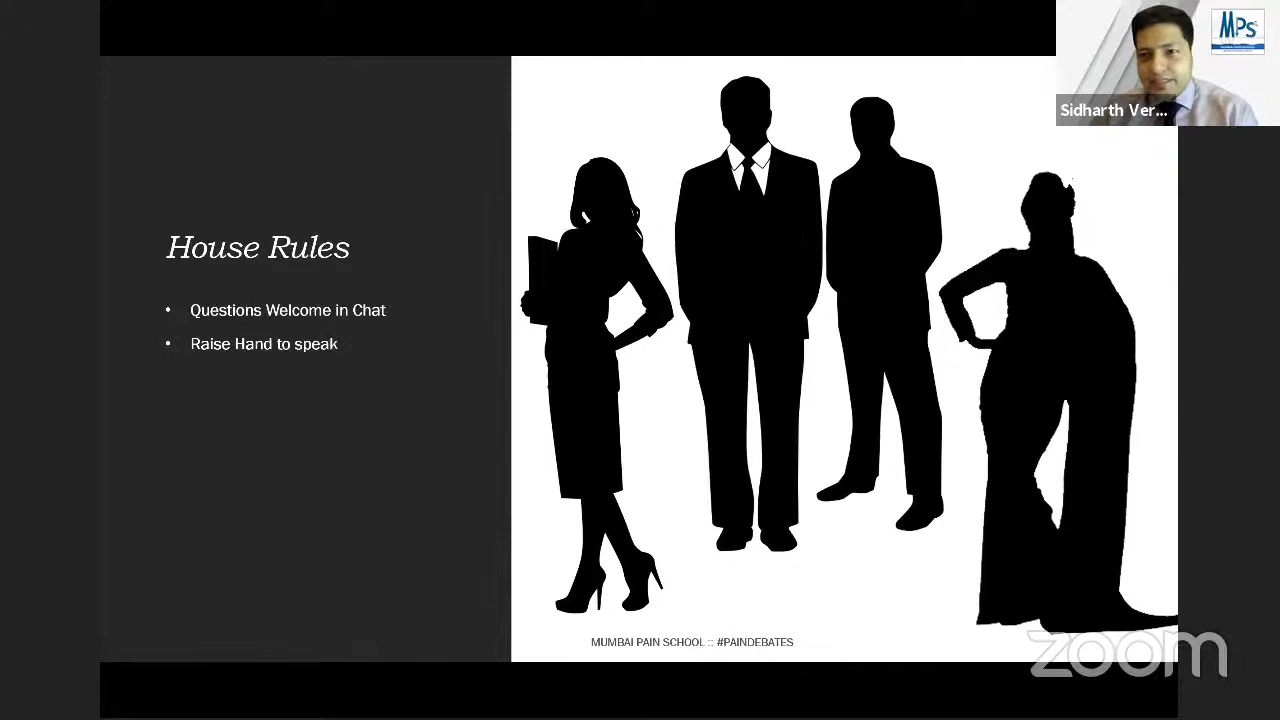 MPS
Sidharth Ver...
House Rules
• Questions Welcome in Chat
• Raise Hand to speak
MUMBAI PAIN SCHOOL :: #PAINDEBATES
zoom